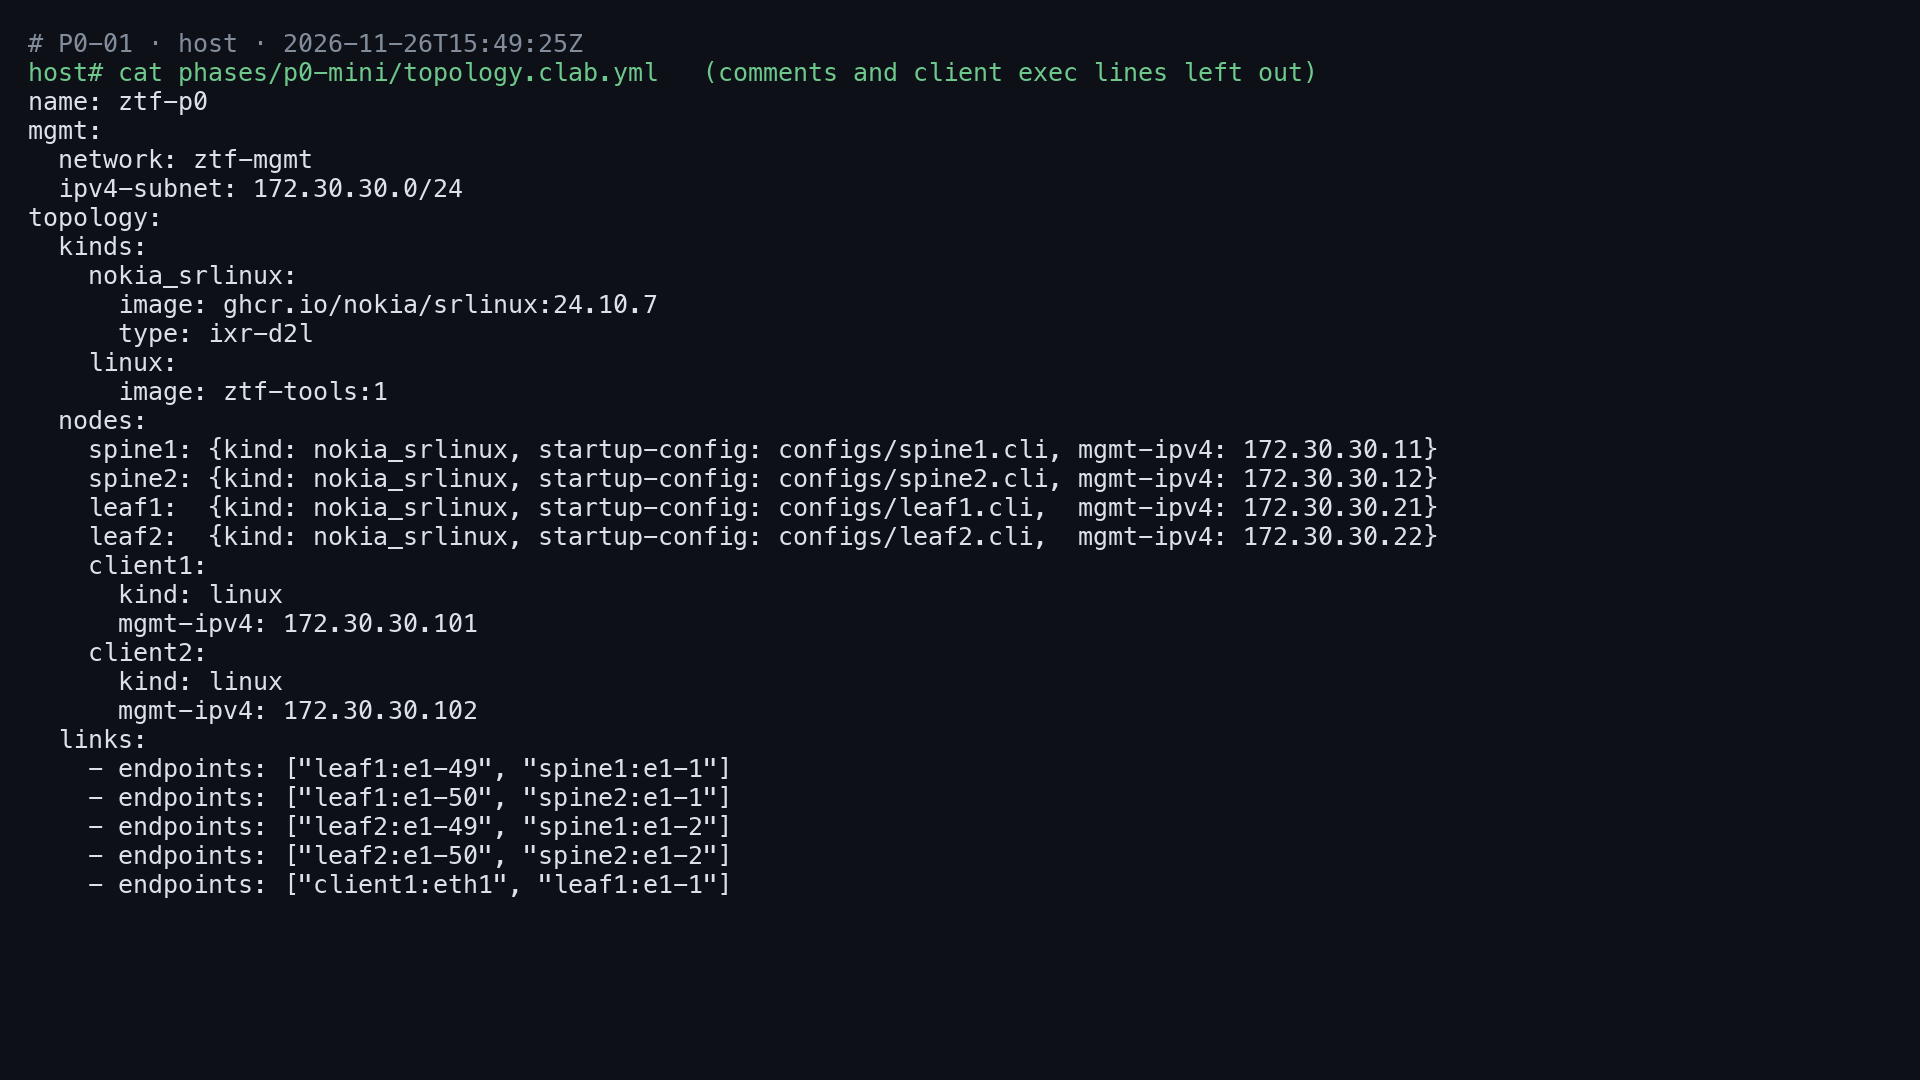 # P0-01 · host · 2026-11-26T15:49:25Z
host# cat phases/p0-mini/topology.clab.yml   (comments and client exec lines left out)
name: ztf-p0
mgmt:
  network: ztf-mgmt
  ipv4-subnet: 172.30.30.0/24
topology:
  kinds:
    nokia_srlinux:
      image: ghcr.io/nokia/srlinux:24.10.7
      type: ixr-d2l
    linux:
      image: ztf-tools:1
  nodes:
    spine1: {kind: nokia_srlinux, startup-config: configs/spine1.cli, mgmt-ipv4: 172.30.30.11}
    spine2: {kind: nokia_srlinux, startup-config: configs/spine2.cli, mgmt-ipv4: 172.30.30.12}
    leaf1:  {kind: nokia_srlinux, startup-config: configs/leaf1.cli,  mgmt-ipv4: 172.30.30.21}
    leaf2:  {kind: nokia_srlinux, startup-config: configs/leaf2.cli,  mgmt-ipv4: 172.30.30.22}
    client1:
      kind: linux
      mgmt-ipv4: 172.30.30.101
    client2:
      kind: linux
      mgmt-ipv4: 172.30.30.102
  links:
    - endpoints: ["leaf1:e1-49", "spine1:e1-1"]
    - endpoints: ["leaf1:e1-50", "spine2:e1-1"]
    - endpoints: ["leaf2:e1-49", "spine1:e1-2"]
    - endpoints: ["leaf2:e1-50", "spine2:e1-2"]
    - endpoints: ["client1:eth1", "leaf1:e1-1"]